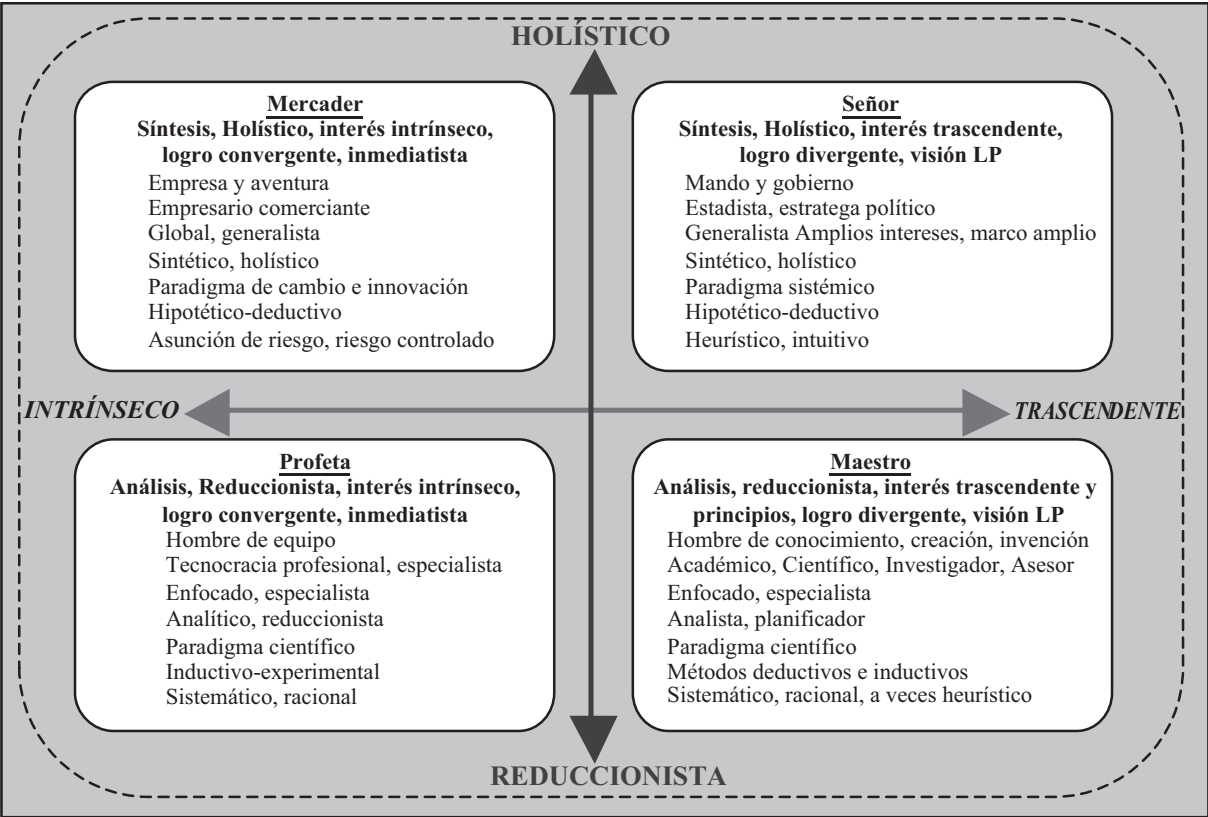 HOLÍSTICO
Mercader
Síntesis, Holístico, interés intrínseco,
logro convergente, inmediatista
Empresa y aventura
Empresario comerciante
Global, generalista
Sintético, holístico
Paradigma de cambio e innovación
Hipotético-deductivo
Asunción de riesgo, riesgo controlado
Señor
Síntesis, Holístico, interés trascendente,
logro divergente, visión LP
Mando y gobierno
Estadista, estratega político
Generalista Amplios intereses, marco amplio
Sintético, holístico
Paradigma sistémico
Hipotético-deductivo
Heurístico, intuitivo
INTRÍNSECO
TRASCENDENTE
Profeta
Análisis, Reduccionista, interés intrínseco,
logro convergente, inmediatista
Hombre de equipo
Tecnocracia profesional, especialista
Enfocado, especialista
Analítico, reduccionista
Paradigma científico
Inductivo-experimental
Sistemático, racional
Maestro
Análisis, reduccionista, interés trascendente y
principios, logro divergente, visión LP
Hombre de conocimiento, creación, invención
Académico, Científico, Investigador, Asesor
Enfocado, especialista
Analista, planificador
Paradigma científico
Métodos deductivos e inductivos
Sistemático, racional, a veces heurístico
REDUCCIONISTA